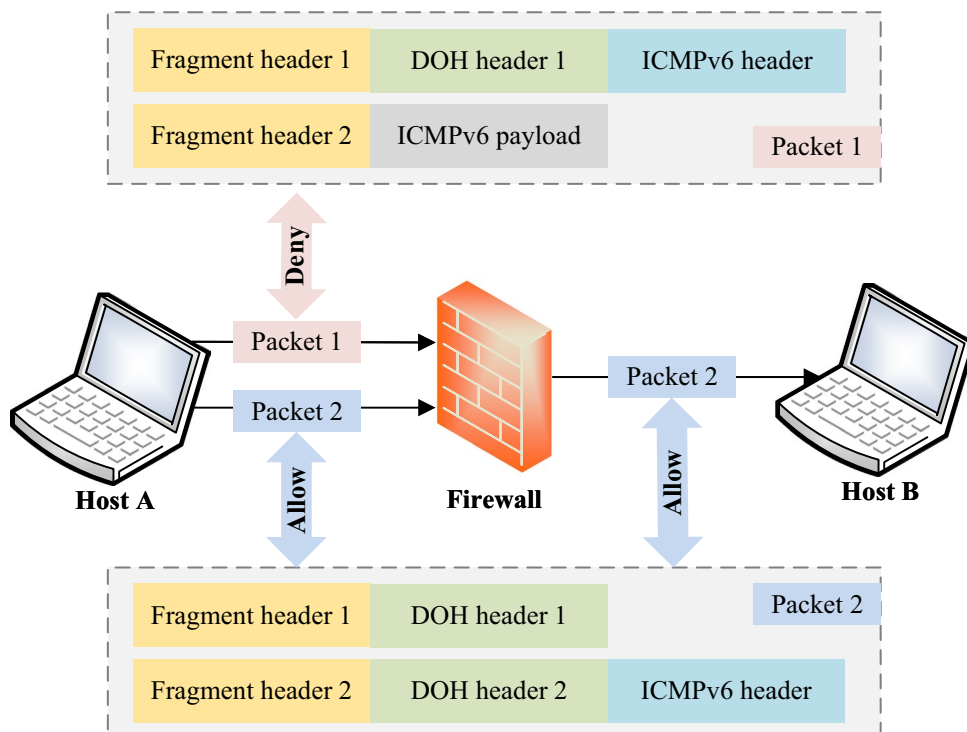 Fragment header 1 DOH header 1 ICMPv6 header
Fragment header 2 ICMPv6 payload
Packet 1
Deny
Packet 1
Packet 2
Packet 2
Host A
Firewall
Host B
Allow
Allow
Fragment header 1 DOH header 1
Packet 2
Fragment header 2 DOH header 2 ICMPv6 header